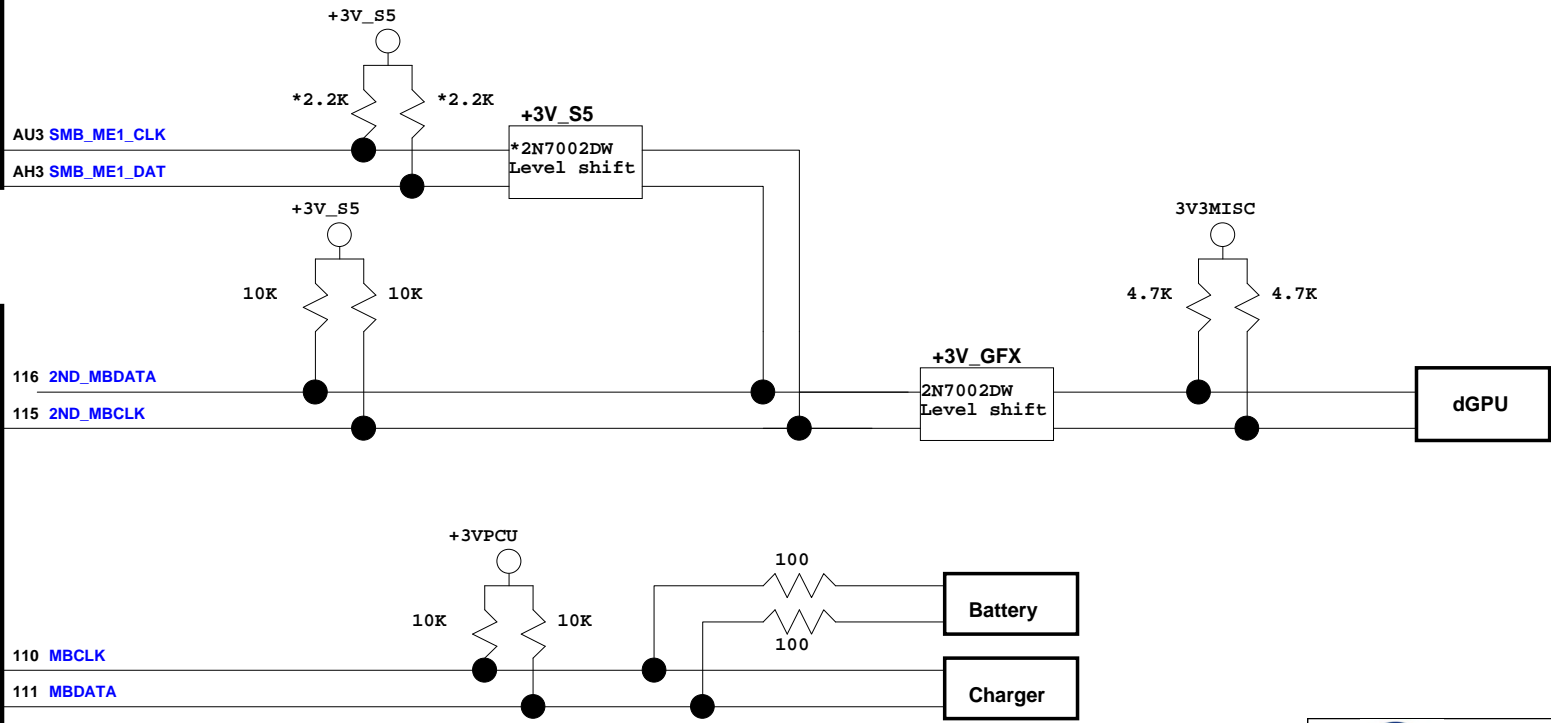 +3V_S5
*2.2K
*2.2K
+3V_S5
AU3 SMB_ME1_CLK
*2N7002DW
Level shift
AH3 SMB_ME1_DAT
+3V_S5
3V3MISC
10K
10K
4.7K
4.7K
+3V_GFX
116 2ND_MBDATA
2N7002DW
Level shift
dGPU
115 2ND_MBCLK
+3VPCU
100
10K
10K
Battery
100
110 MBCLK
111 MBDATA
Charger